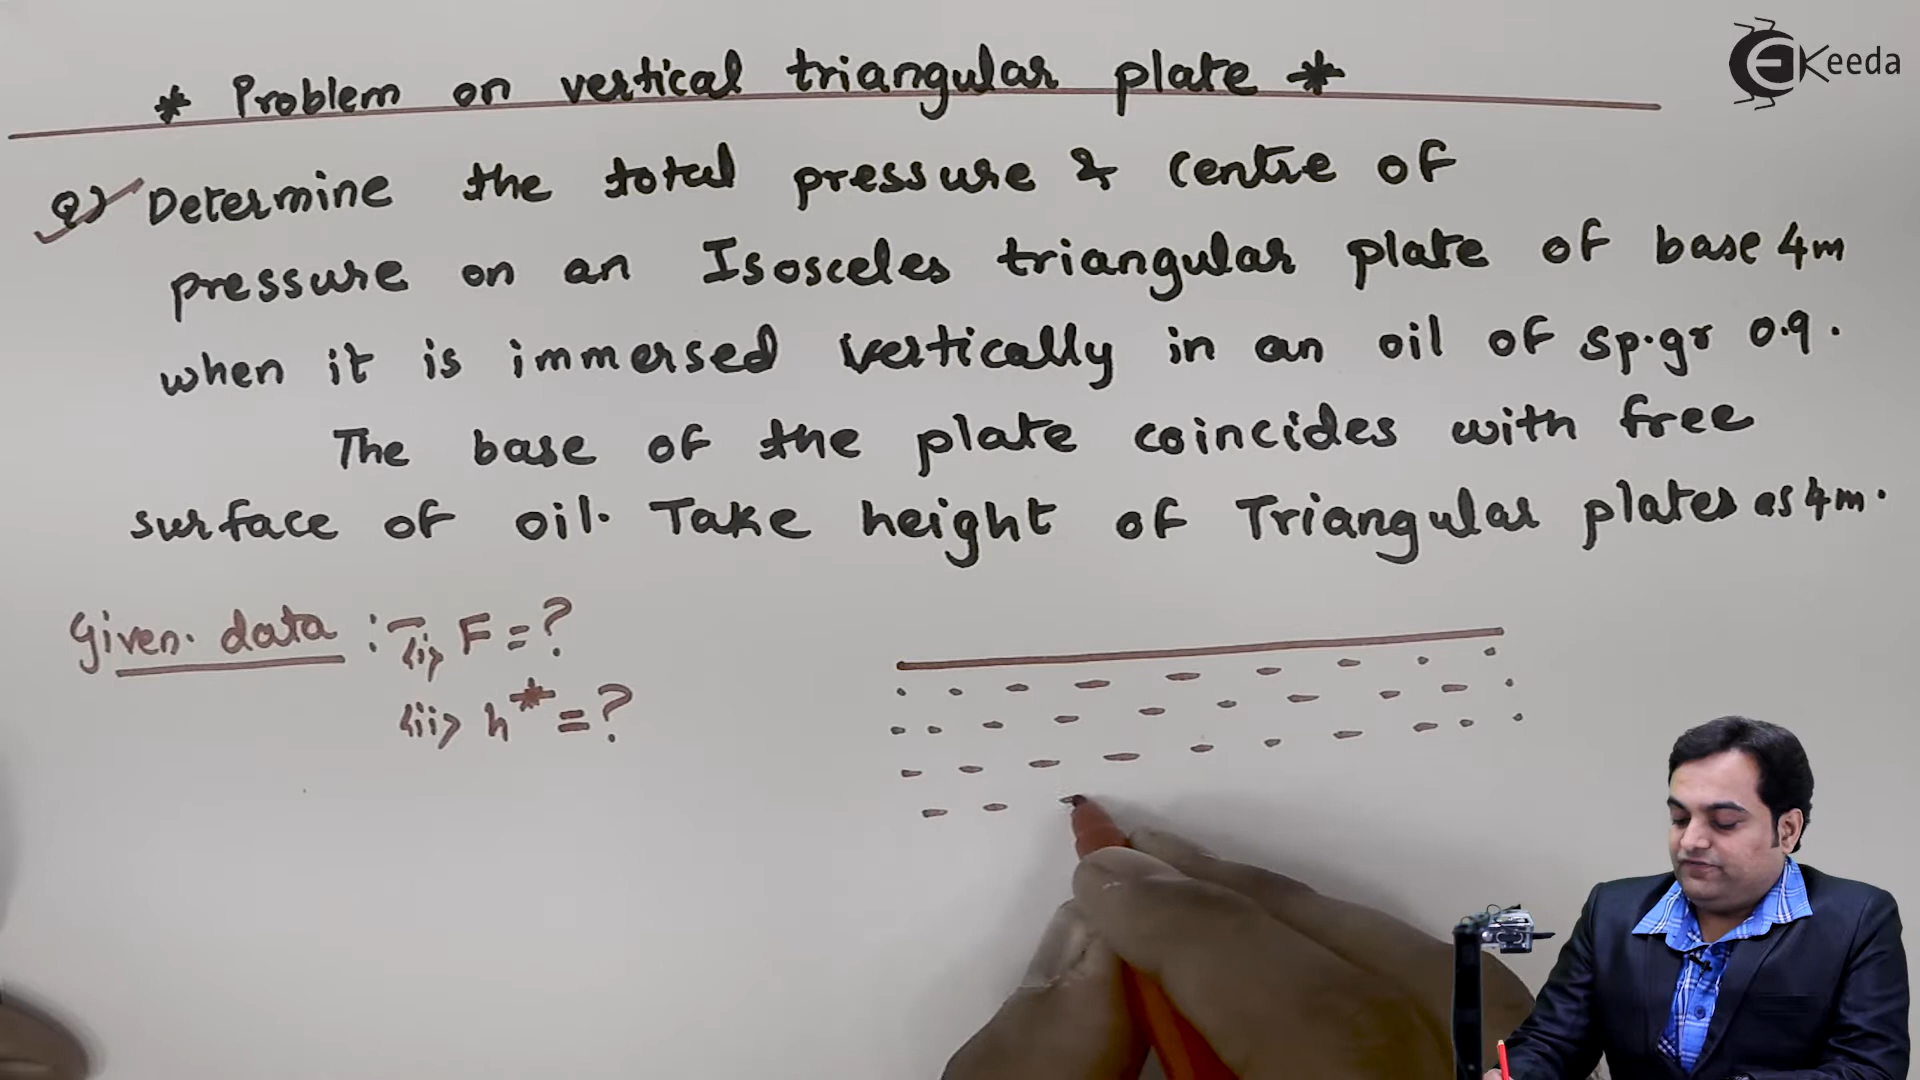 * Problem on vertical triangular plate *
EKeeda
Q) Determine the total pressure & centre of
pressure on an Isosceles triangular plate of base 4m
when it is immersed vertically in an oil of sp.gr 0.9.
The base of the plate coincides with free
surface of oil. Take height of Triangular plates as 4m.
Given data :- (i) F = ?
(ii) h* = ?